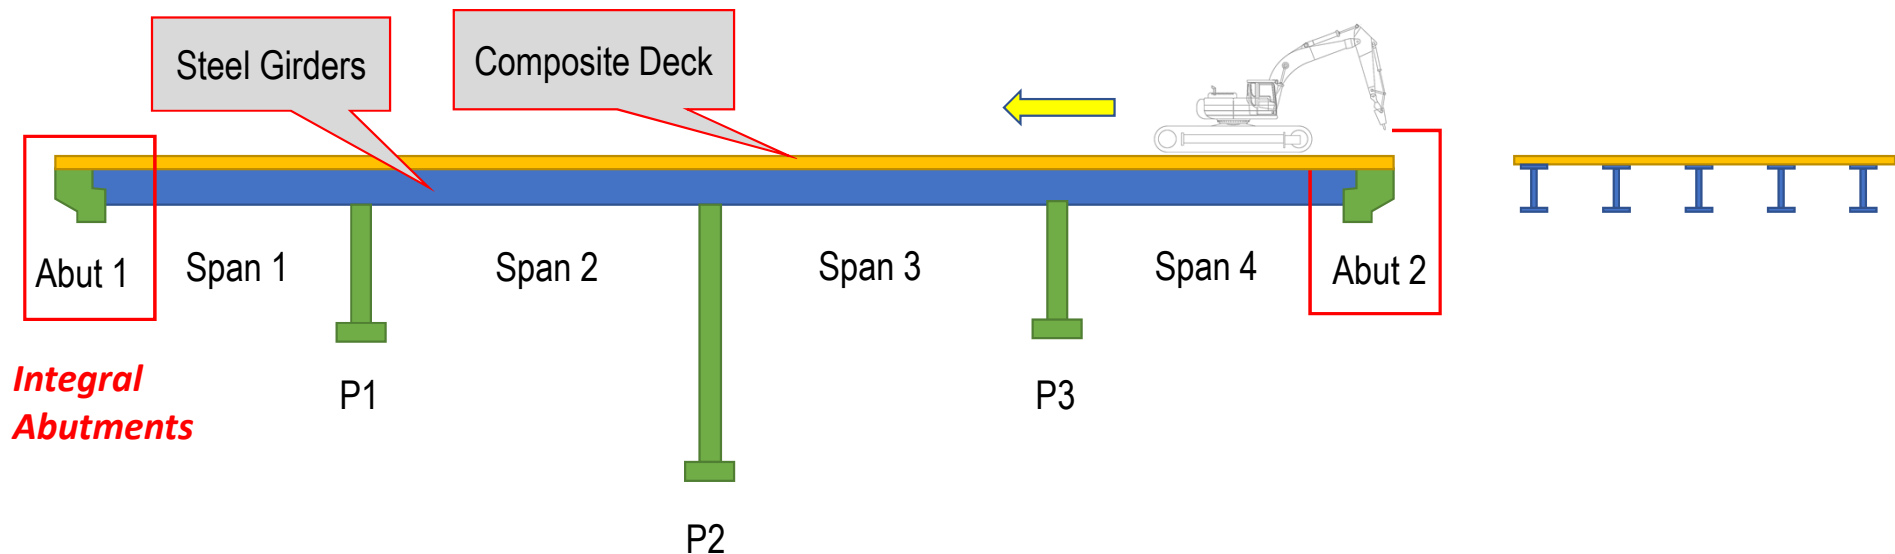 Steel Girders
Composite Deck
Abut 1
Span 1
Span 2
Span 3
Span 4
Abut 2
Integral
Abutments
P1
P3
P2